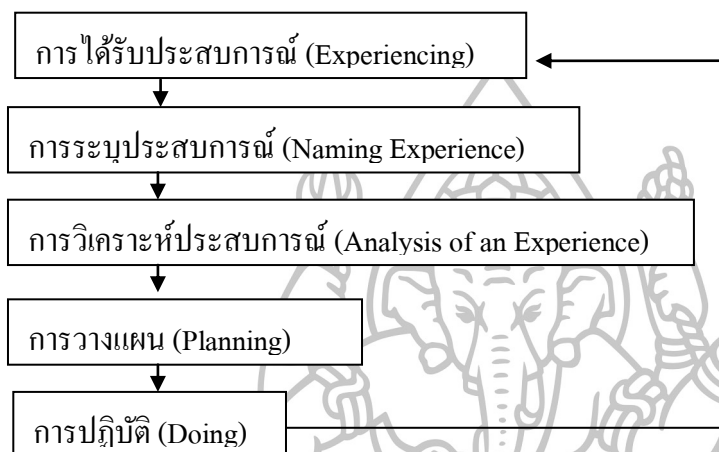 การได้รับประสบการณ์ (Experiencing)
การระบุประสบการณ์ (Naming Experience)
การวิเคราะห์ประสบการณ์ (Analysis of an Experience)
การวางแผน (Planning)
การปฏิบัติ (Doing)